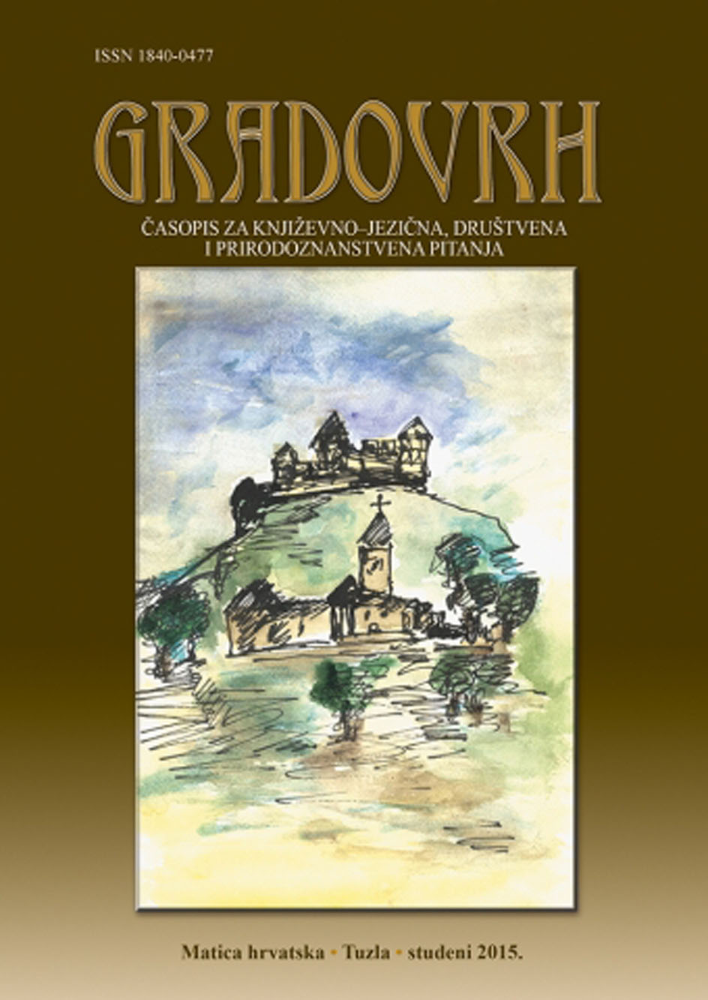 ISSN 1840-0477
GRADOVRH
ČASOPIS ZA KNJIŽEVNO–JEZIČNA, DRUŠTVENA
I PRIRODOZNANSTVENA PITANJA
Matica hrvatska • Tuzla • studeni 2015.